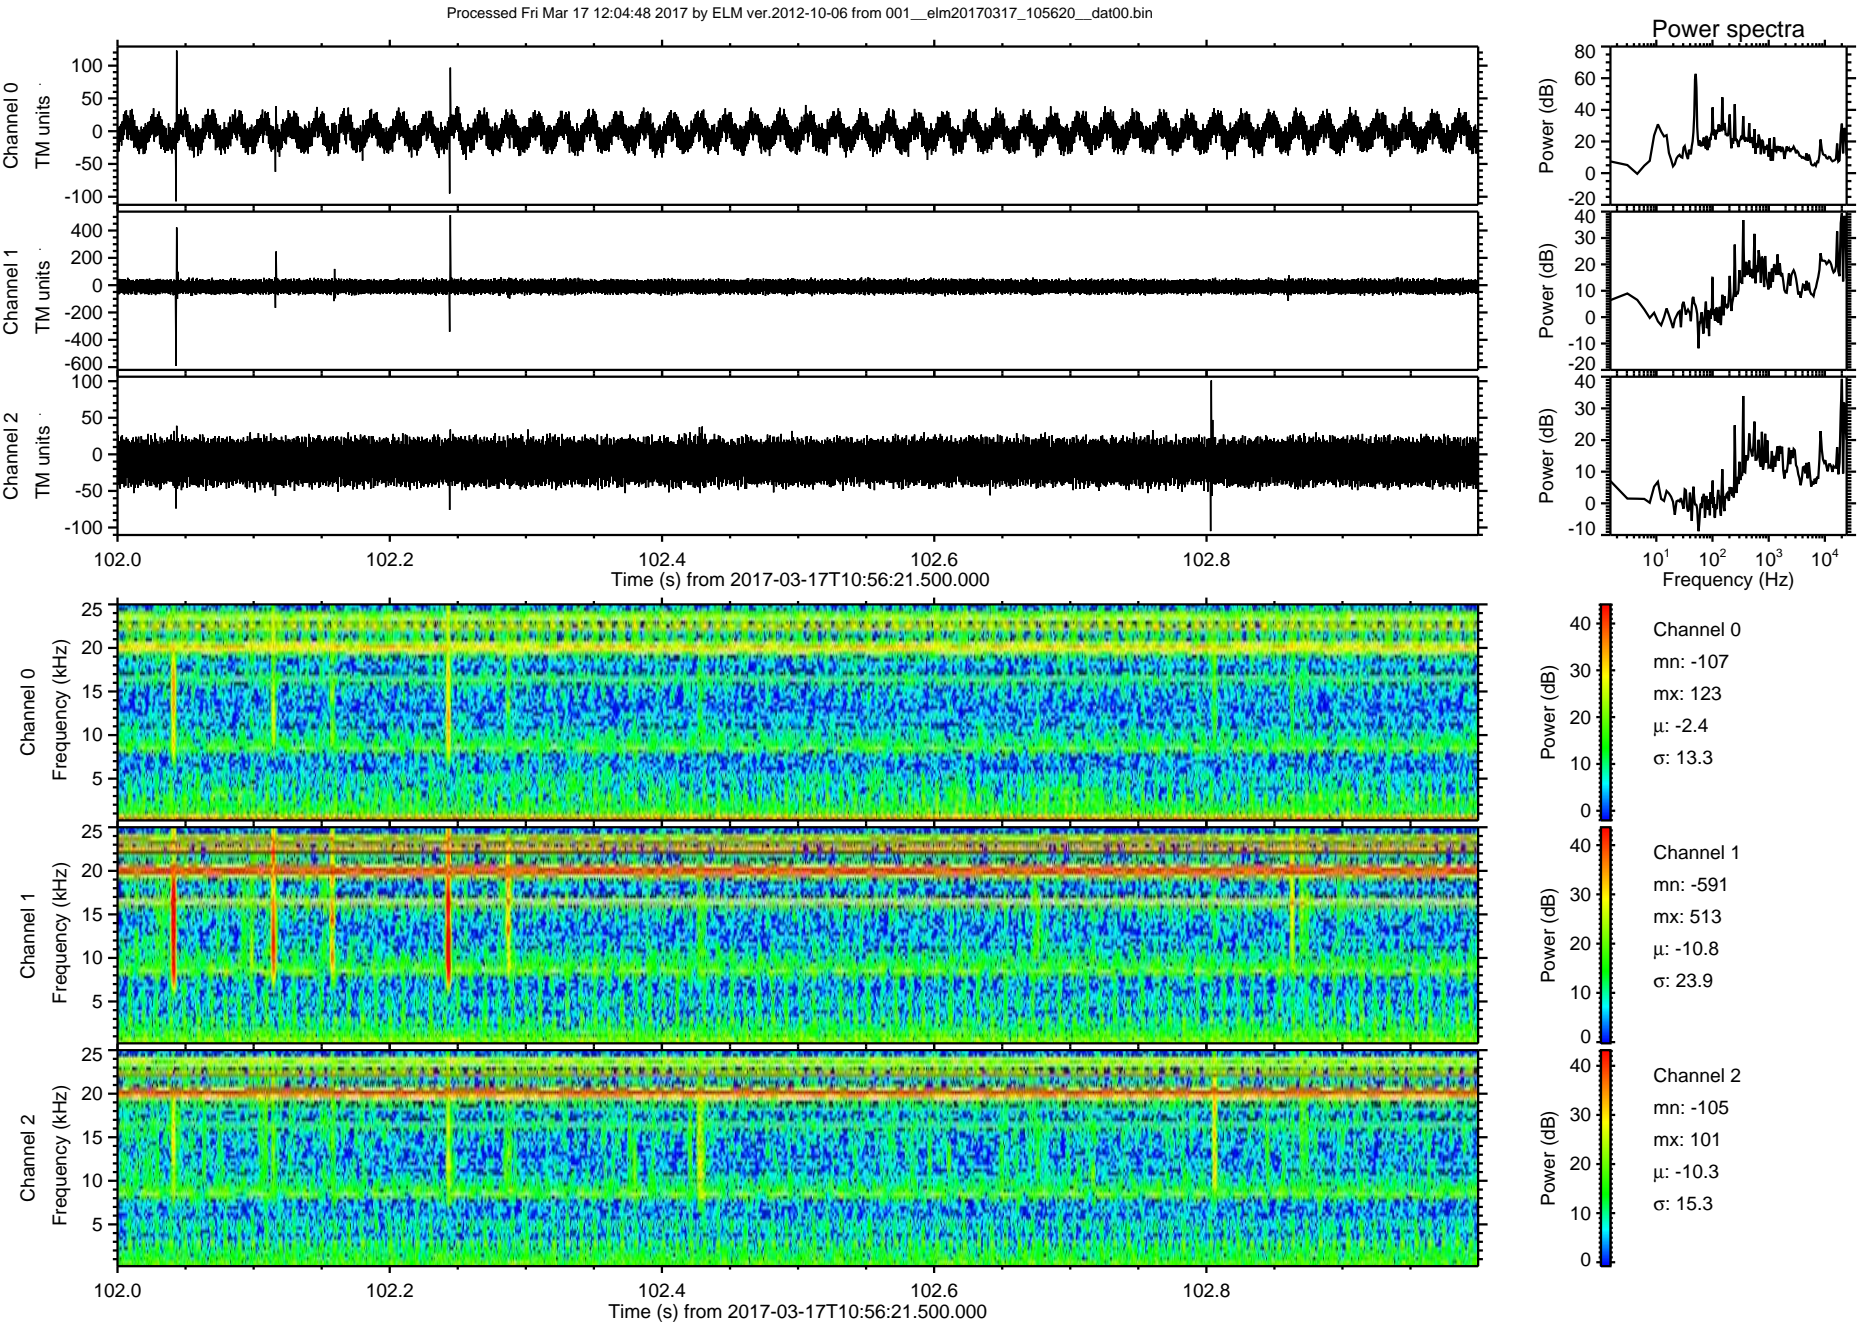 Processed Fri Mar 17 12:04:48 2017 by ELM ver.2012-10-06 from 001__elm20170317_105620__dat00.bin
Power spectra
Channel 0
TM units
100
50
0
-50
-100
Power (dB)
80
60
40
20
0
-20
Channel 1
TM units
400
200
0
-200
-400
-600
Power (dB)
40
30
20
10
0
-10
-20
Channel 2
TM units
100
50
0
-50
-100
Power (dB)
40
30
20
10
0
-10
102.0 102.2 102.4 102.6 102.8
Time (s) from 2017-03-17T10:56:21.500.000
10¹ 10² 10³ 10⁴
Frequency (Hz)
Channel 0
Frequency (kHz)
25
20
15
10
5
Power (dB)
40
30
20
10
0
Channel 0
mn: -107
mx: 123
µ: -2.4
σ: 13.3
Channel 1
Frequency (kHz)
25
20
15
10
5
Power (dB)
40
30
20
10
0
Channel 1
mn: -591
mx: 513
µ: -10.8
σ: 23.9
Channel 2
Frequency (kHz)
25
20
15
10
5
Power (dB)
40
30
20
10
0
Channel 2
mn: -105
mx: 101
µ: -10.3
σ: 15.3
102.0 102.2 102.4 102.6 102.8
Time (s) from 2017-03-17T10:56:21.500.000